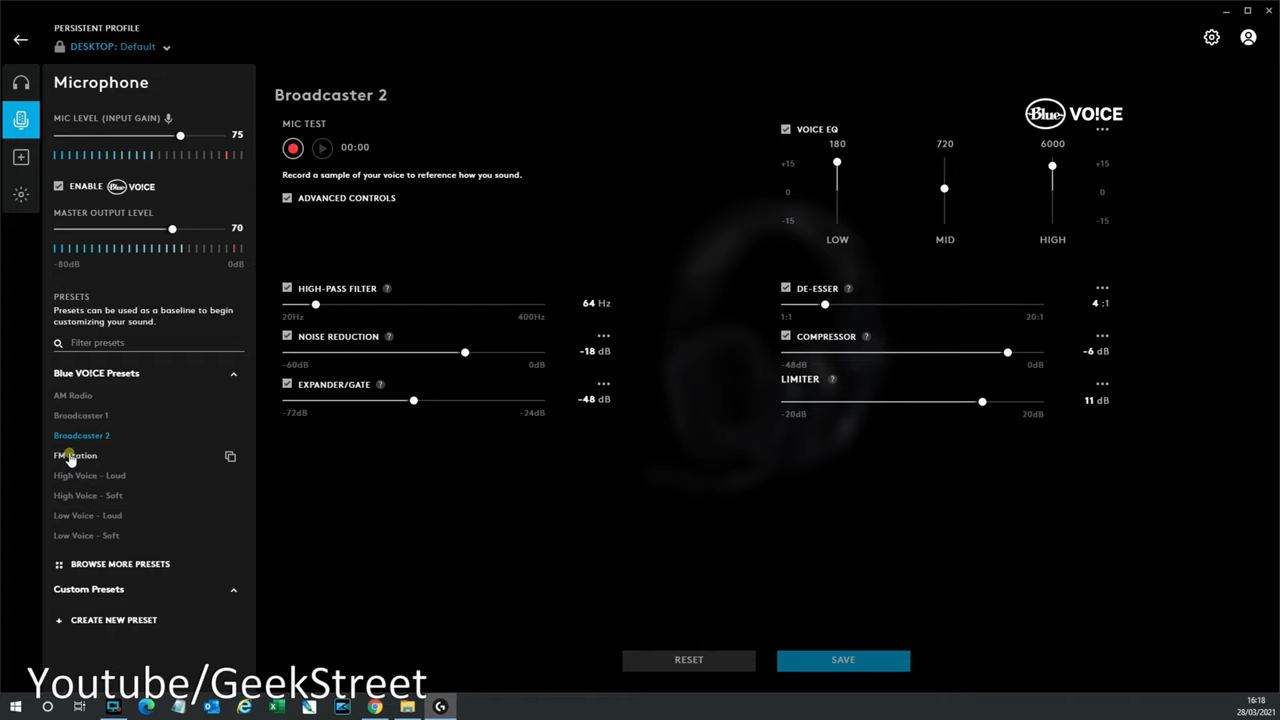 PERSISTENT PROFILE
DESKTOP: Default
Microphone
MIC LEVEL (INPUT GAIN)
75
ENABLE Blue VO!CE
MASTER OUTPUT LEVEL
70
-80dB 0dB
PRESETS
Presets can be used as a baseline to begin
customizing your sound.
Filter presets
Blue VO!CE Presets
AM Radio
Broadcaster 1
Broadcaster 2
FM Station
High Voice - Loud
High Voice - Soft
Low Voice - Loud
Low Voice - Soft
BROWSE MORE PRESETS
Custom Presets
+ CREATE NEW PRESET
Broadcaster 2
MIC TEST
00:00
Record a sample of your voice to reference how you sound.
ADVANCED CONTROLS
HIGH-PASS FILTER ?
64 Hz
20Hz 400Hz
NOISE REDUCTION ?
-18 dB
-60dB 0dB
EXPANDER/GATE ?
-48 dB
-72dB -24dB
Blue VO!CE
VOICE EQ
180 720 6000
+15 +15
0 0
-15 -15
LOW MID HIGH
DE-ESSER ?
4 :1
1:1 20:1
COMPRESSOR ?
-6 dB
-48dB 0dB
LIMITER ?
11 dB
-20dB 20dB
RESET SAVE
Youtube/GeekStreet
16:18
28/03/2021